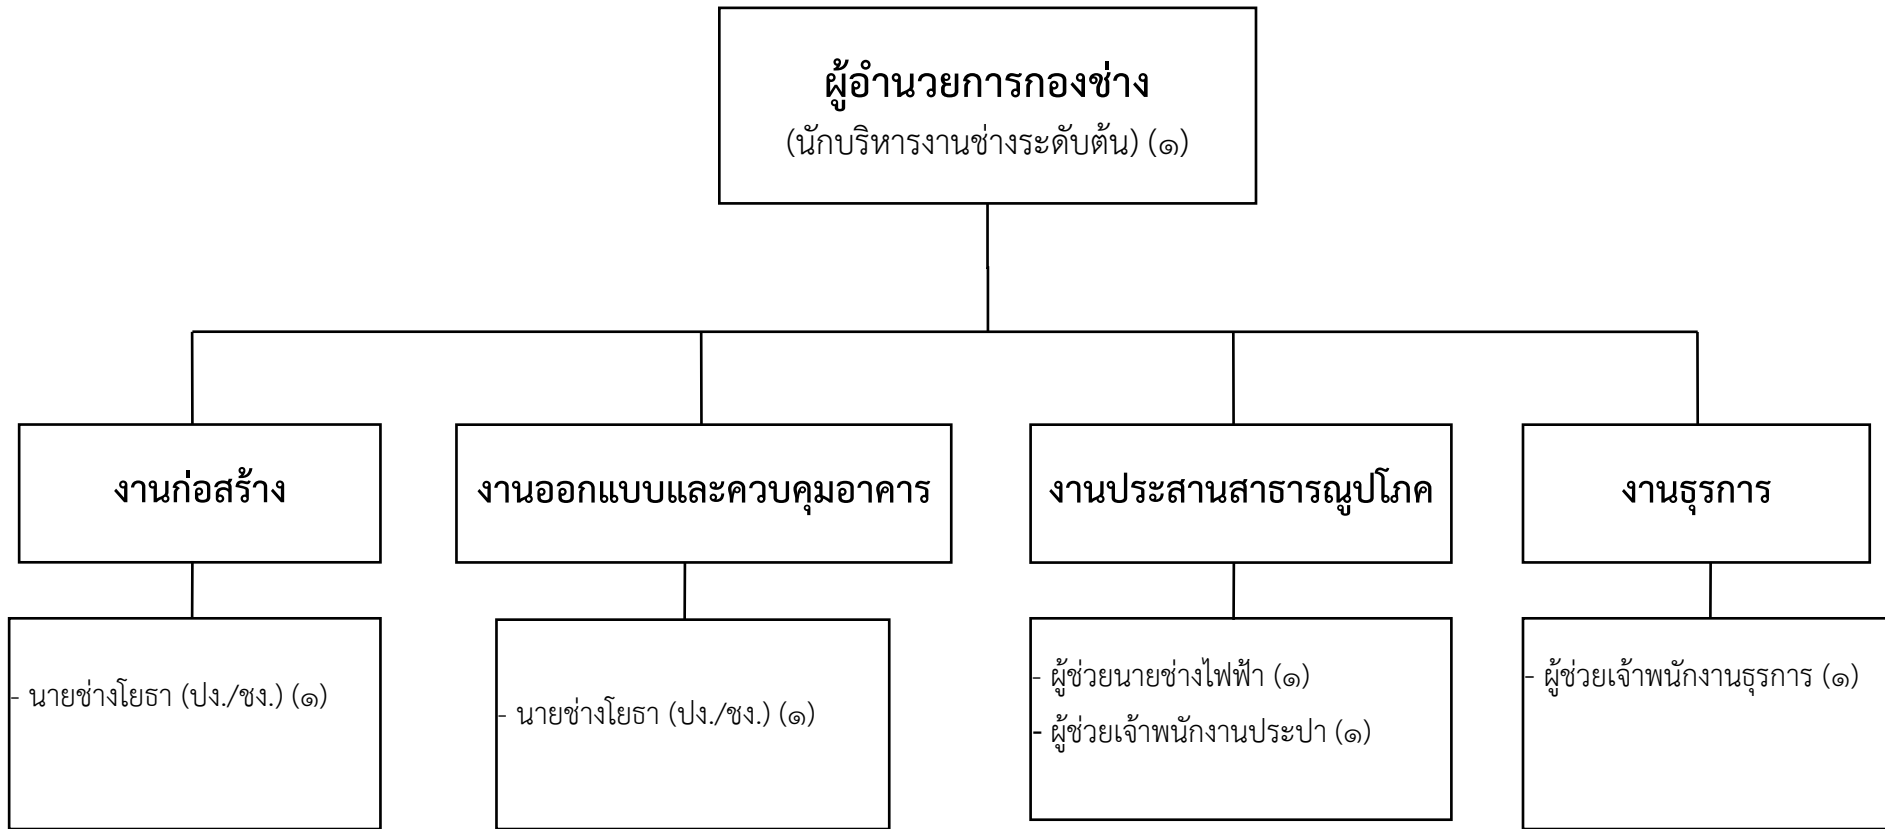 ผู้อำนวยการกองช่าง
(นักบริหารงานช่างระดับต้น) (๑)
งานก่อสร้าง
งานออกแบบและควบคุมอาคาร
งานประสานสาธารณูปโภค
งานธุรการ
- นายช่างโยธา (ปง./ชง.) (๑)
- นายช่างโยธา (ปง./ชง.) (๑)
- ผู้ช่วยนายช่างไฟฟ้า (๑)
- ผู้ช่วยเจ้าพนักงานประปา (๑)
- ผู้ช่วยเจ้าพนักงานธุรการ (๑)